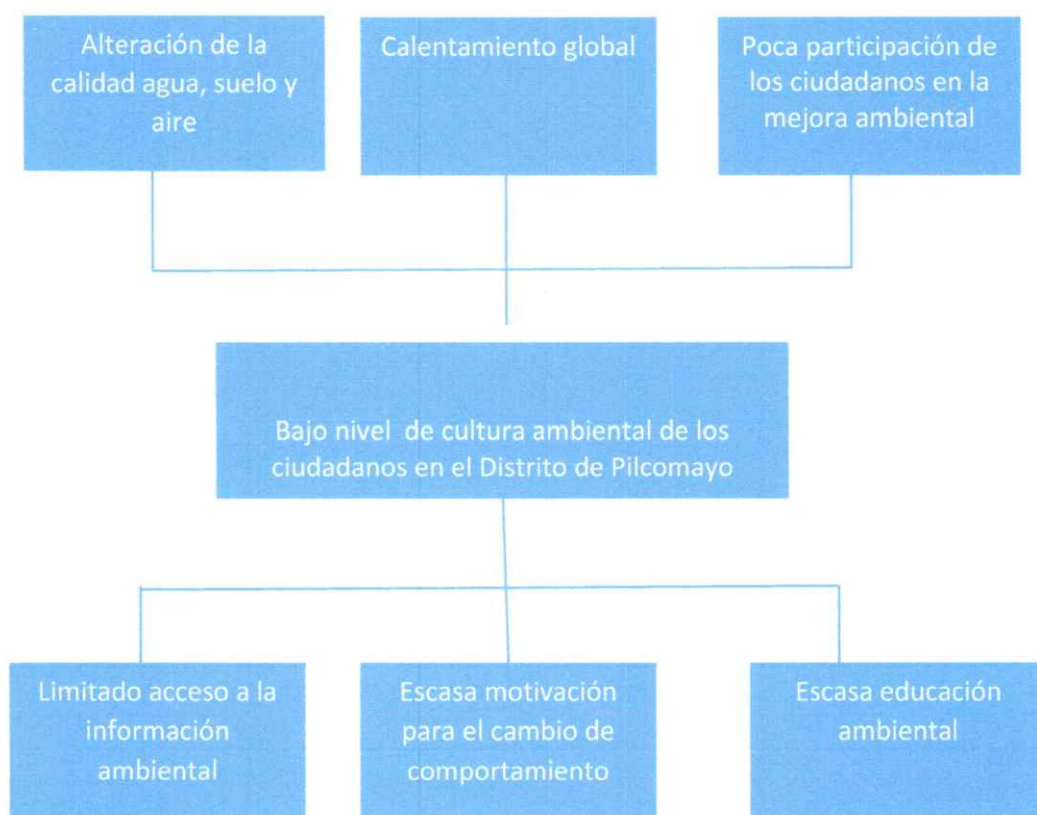 Alteración de la
calidad agua, suelo y
aire
Calentamiento global
Poca participación de
los ciudadanos en la
mejora ambiental
Bajo nivel de cultura ambiental de los
ciudadanos en el Distrito de Pilcomayo
Limitado acceso a la
información
ambiental
Escasa motivación
para el cambio de
comportamiento
Escasa educación
ambiental